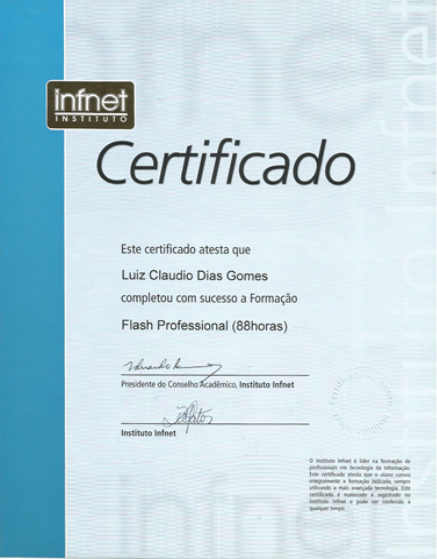 infnet
INSTITUTO
Certificado
Este certificado atesta que
Luiz Claudio Dias Gomes
completou com sucesso a Formação
Flash Professional (88horas)
Presidente do Conselho Acadêmico, Instituto Infnet
Instituto Infnet
O Instituto Infnet é líder na formação de
profissionais em Tecnologia da Informação.
Este certificado atesta que o aluno cursou
integralmente a formação indicada, sempre
utilizando a mais avançada tecnologia. Este
certificado é numerado e registrado no
Instituto Infnet e pode ser conferido a
qualquer tempo.